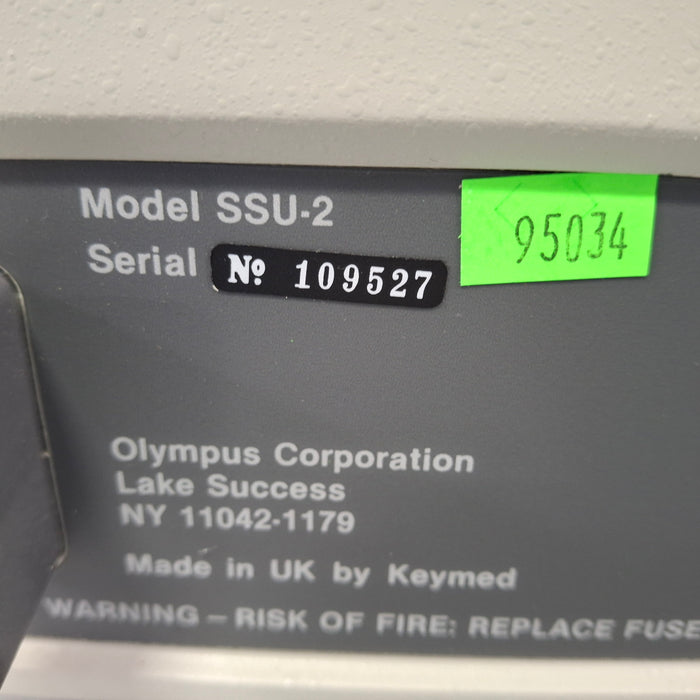 Model SSU-2
95034
Serial Nº 109527
Olympus Corporation
Lake Success
NY 11042-1179
Made in UK by Keymed
WARNING – RISK OF FIRE: REPLACE FUSE